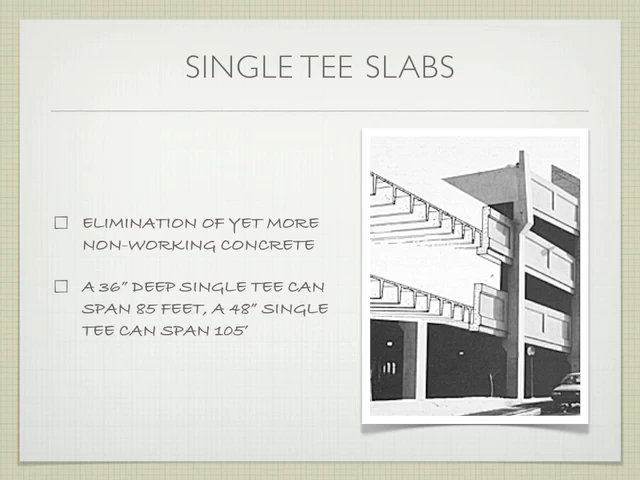 SINGLE TEE SLABS
ELIMINATION OF YET MORE
NON-WORKING CONCRETE
A 36” DEEP SINGLE TEE CAN
SPAN 85 FEET, A 48” SINGLE
TEE CAN SPAN 105’